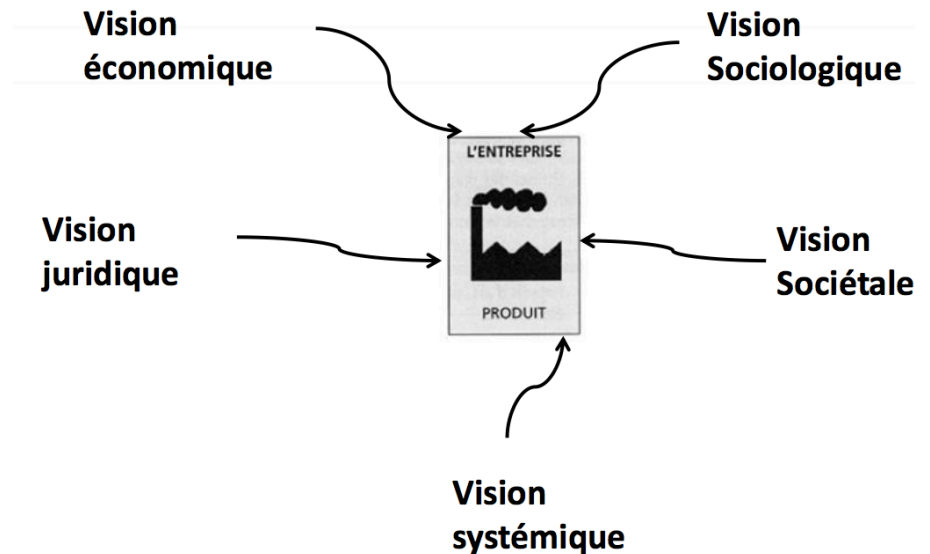 Vision
économique
Vision
Sociologique
L'ENTREPRISE
Vision
juridique
Vision
Sociétale
PRODUIT
Vision
systémique